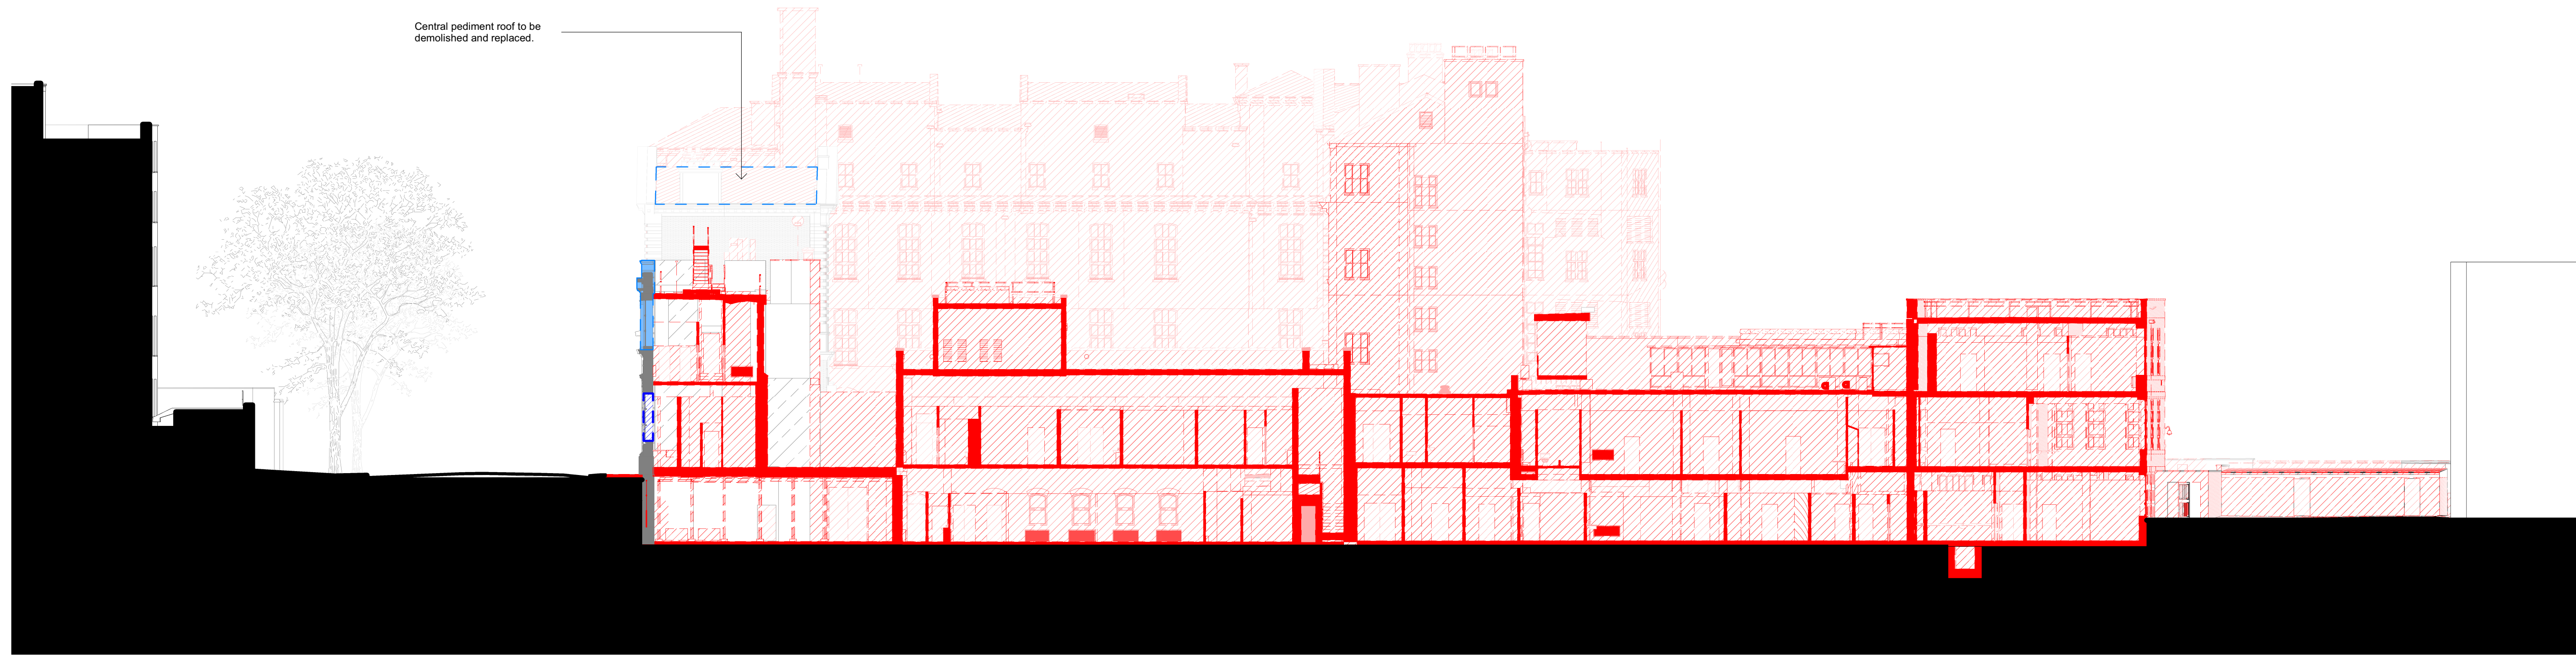 Central pediment roof to be
demolished and replaced.